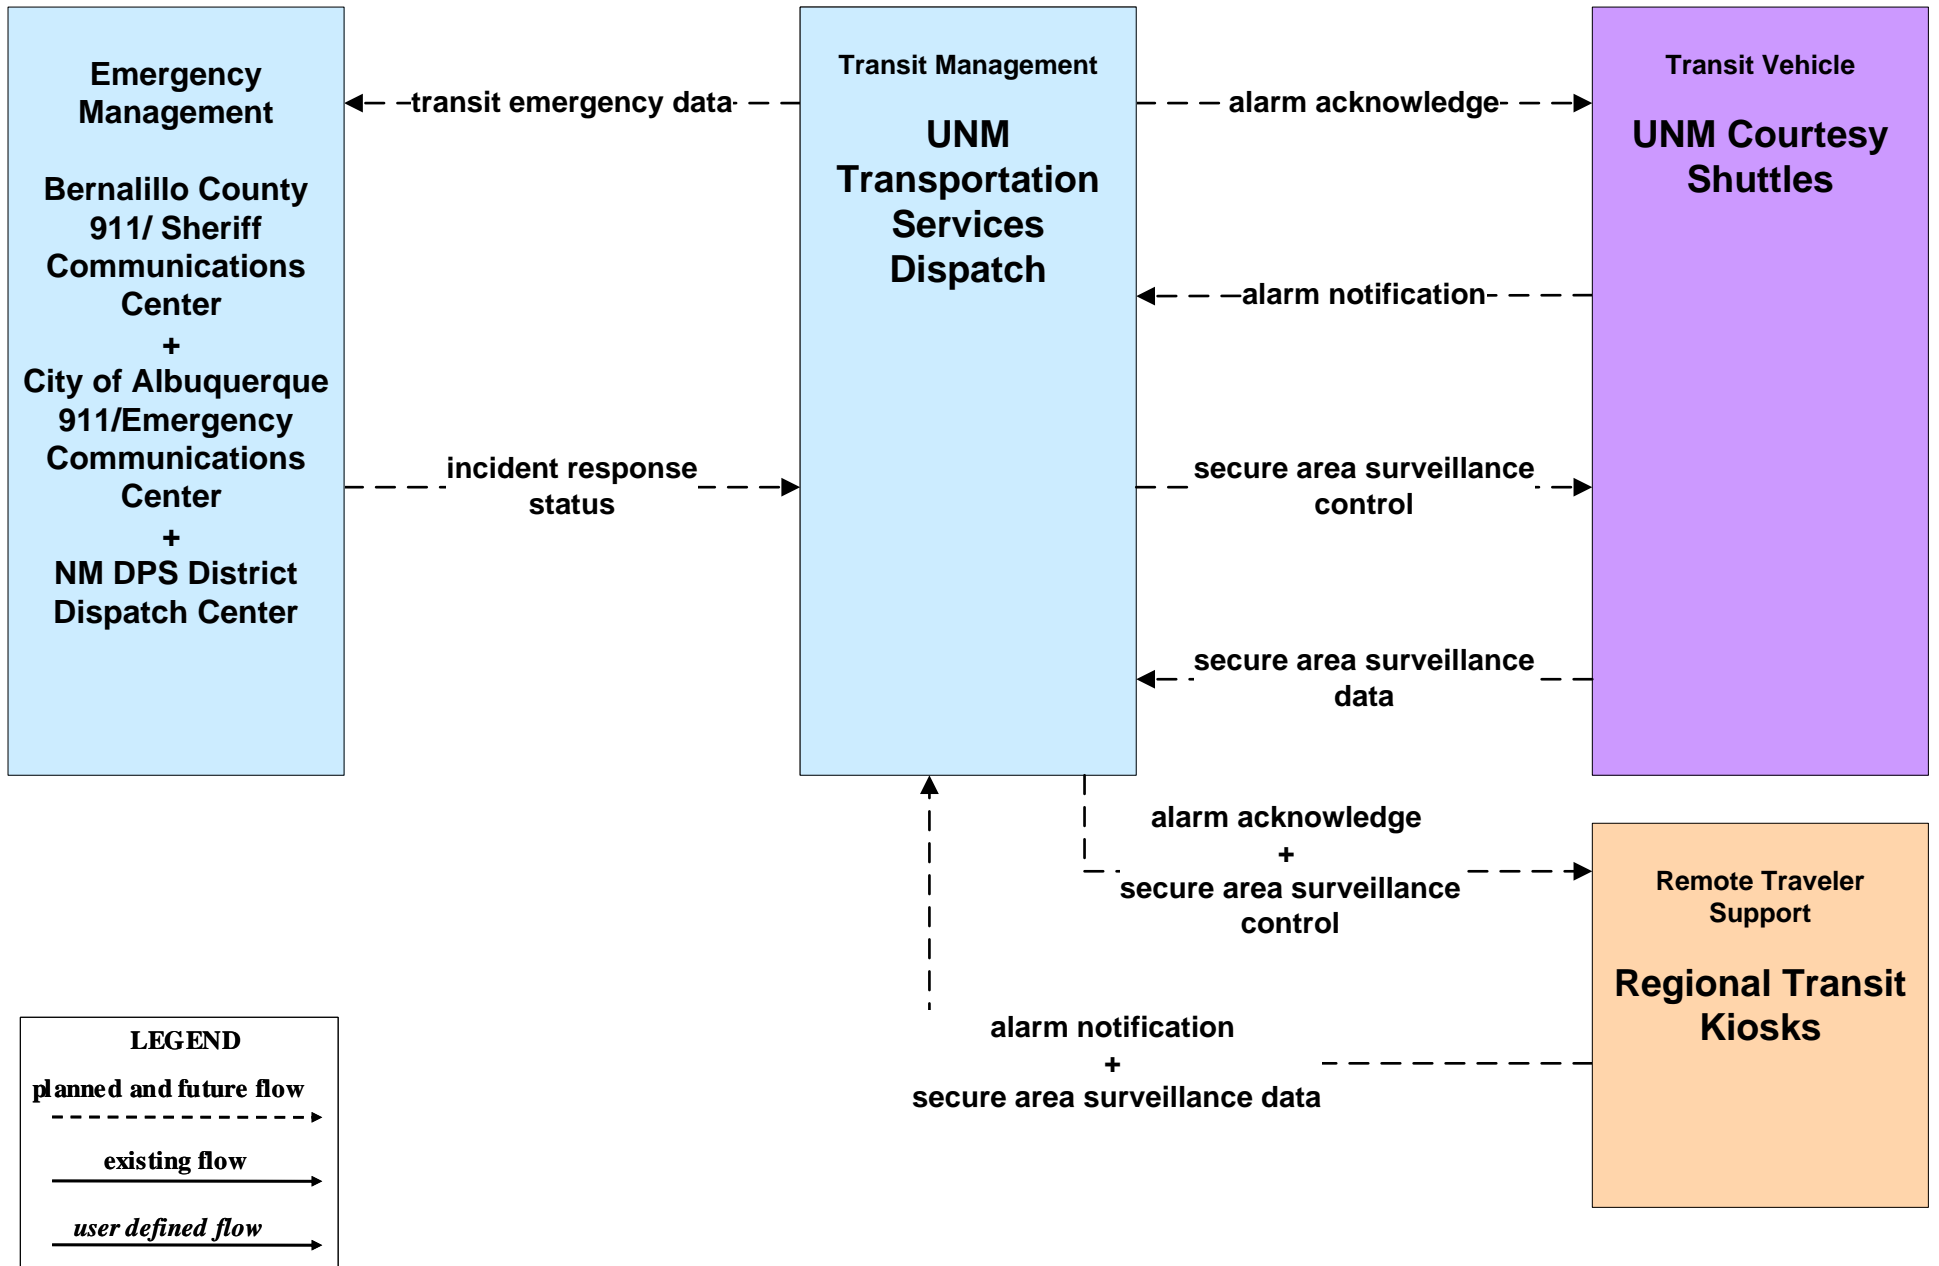 Emergency
Management
Bernalillo County
911/ Sheriff
Communications
Center
+
City of Albuquerque
911/Emergency
Communications
Center
+
NM DPS District
Dispatch Center
transit emergency data
incident response
status
Transit Management
UNM
Transportation
Services
Dispatch
alarm acknowledge
alarm notification
secure area surveillance
control
secure area surveillance
data
Transit Vehicle
UNM Courtesy
Shuttles
alarm acknowledge
+
secure area surveillance
control
alarm notification
+
secure area surveillance data
Remote Traveler
Support
Regional Transit
Kiosks
LEGEND
planned and future flow
existing flow
user defined flow